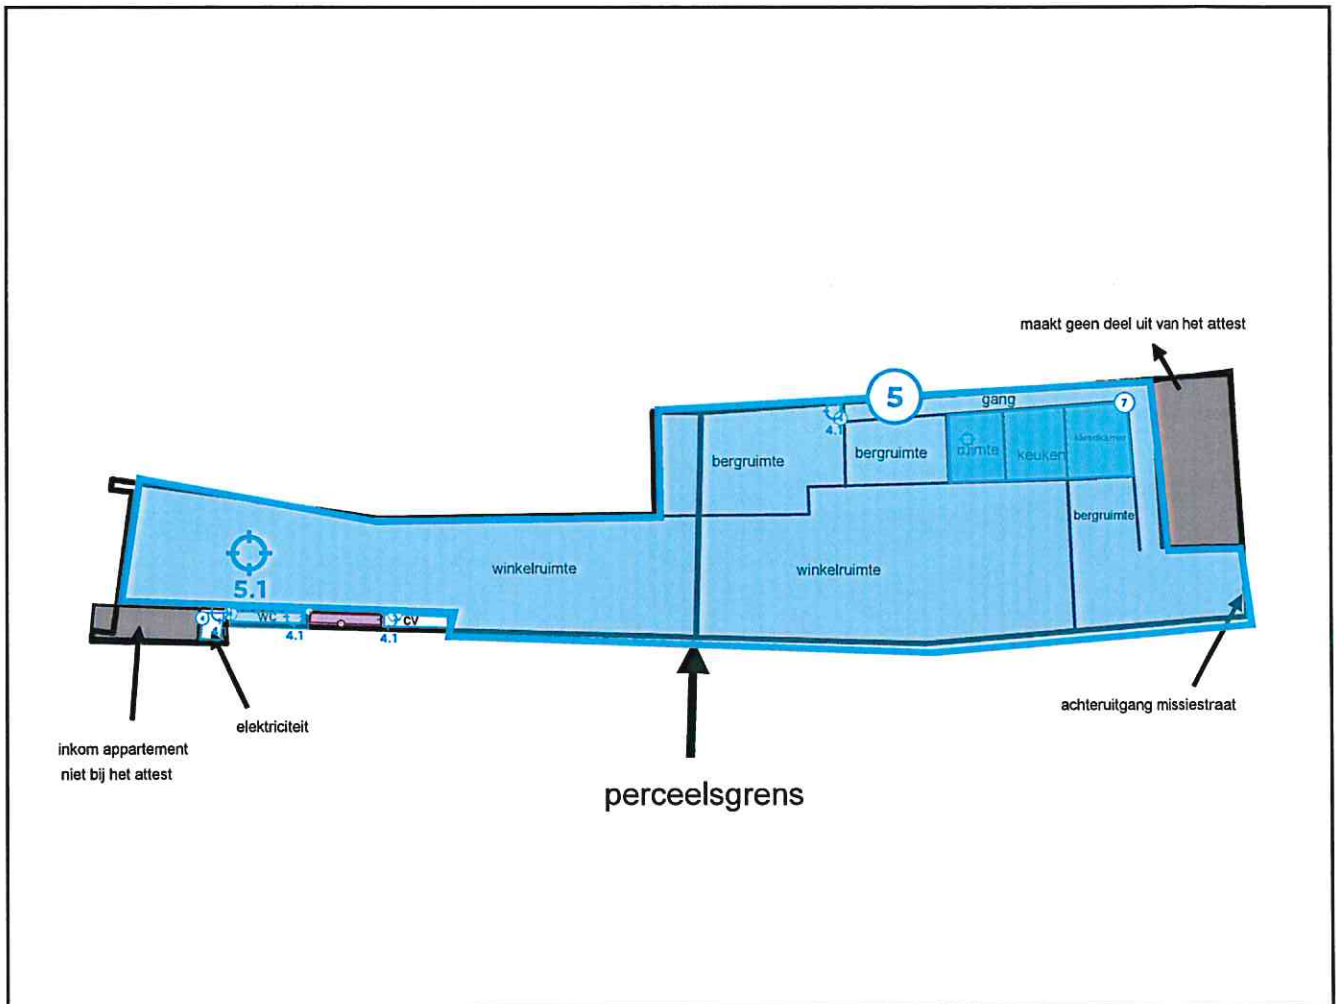 maakt geen deel uit van het attest
5
gang
7
4.1
bergruimte
bergruimte
ruimte
keuken
bergruimte
winkelruimte
winkelruimte
5.1
WC
CV
4.1
4.1
elektriciteit
inkom appartement
niet bij het attest
achteruitgang missiestraat
perceelsgrens